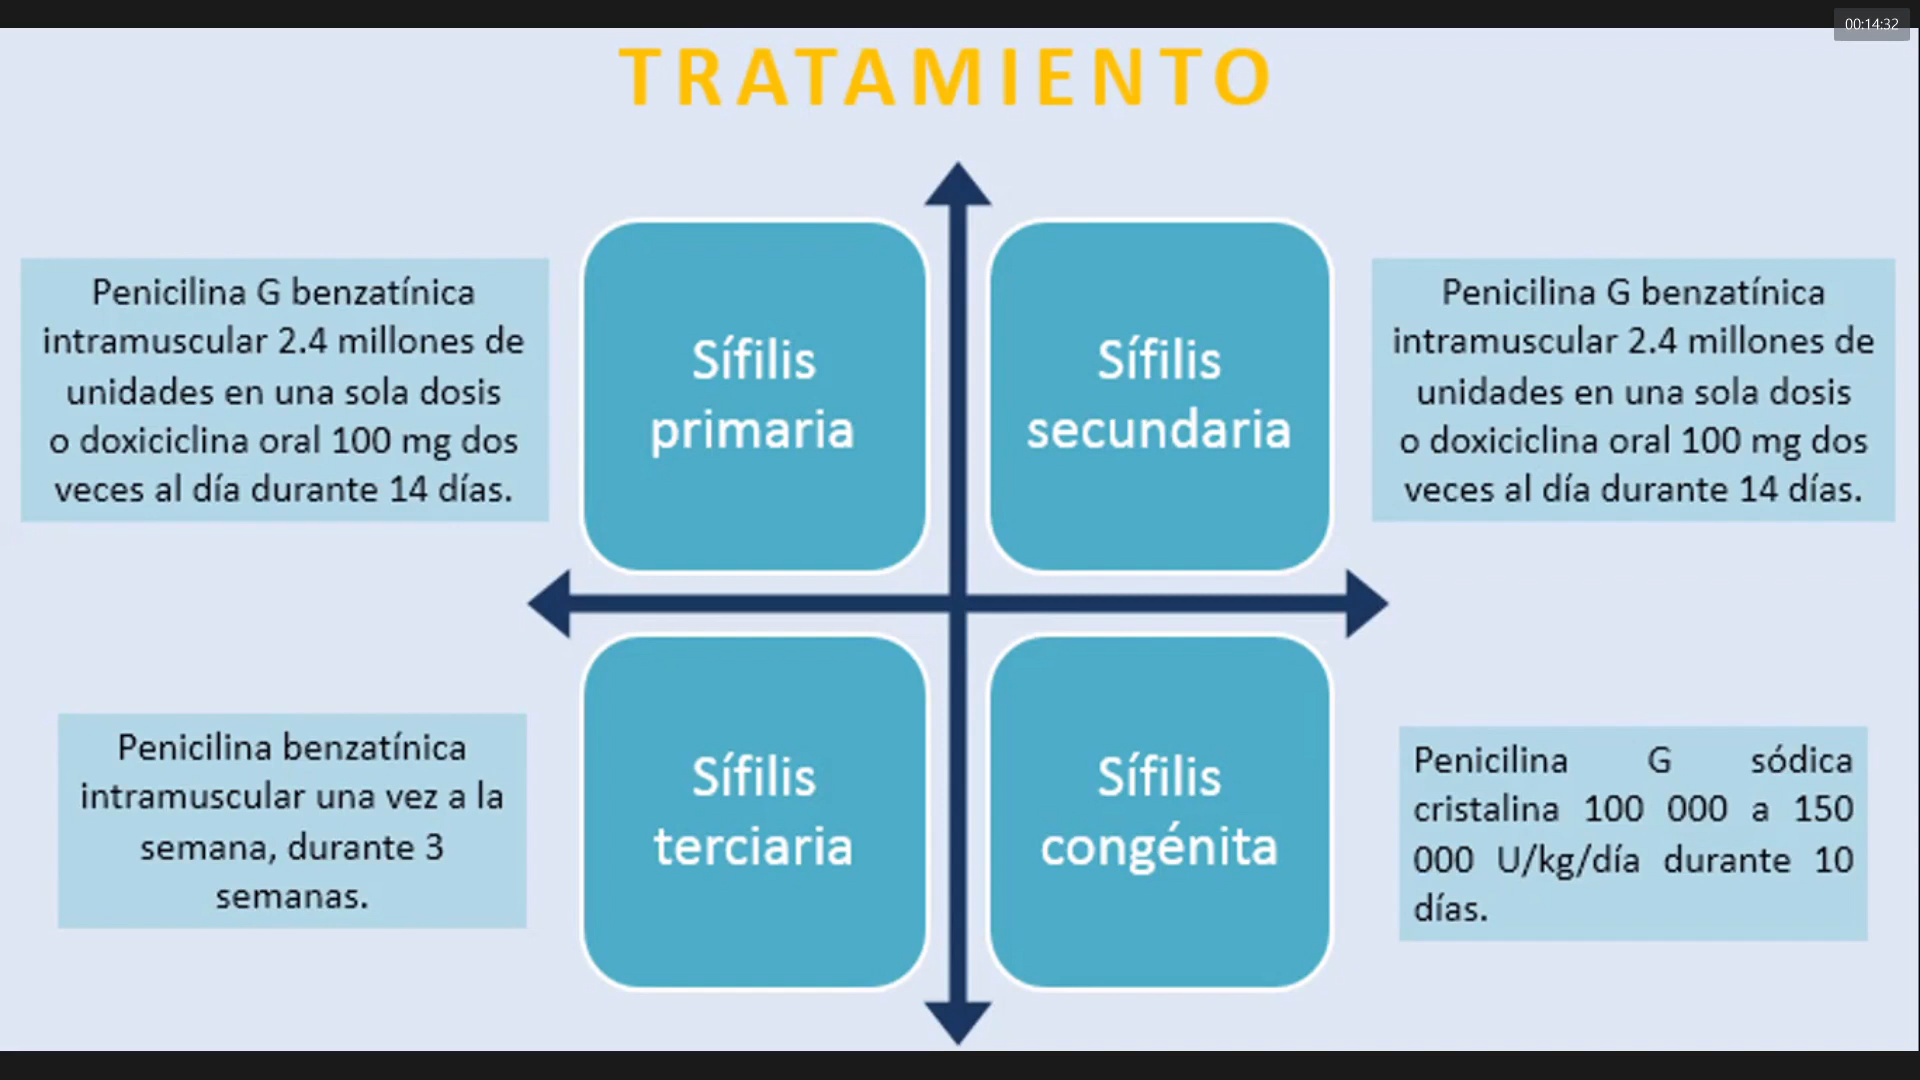 00:14:32
TRATAMIENTO
Penicilina G benzatínica
intramuscular 2.4 millones de
unidades en una sola dosis
o doxiciclina oral 100 mg dos
veces al día durante 14 días.
Sífilis
primaria
Sífilis
secundaria
Penicilina G benzatínica
intramuscular 2.4 millones de
unidades en una sola dosis
o doxiciclina oral 100 mg dos
veces al día durante 14 días.
Penicilina benzatínica
intramuscular una vez a la
semana, durante 3
semanas.
Sífilis
terciaria
Sífilis
congénita
Penicilina G sódica
cristalina 100 000 a 150
000 U/kg/día durante 10
días.